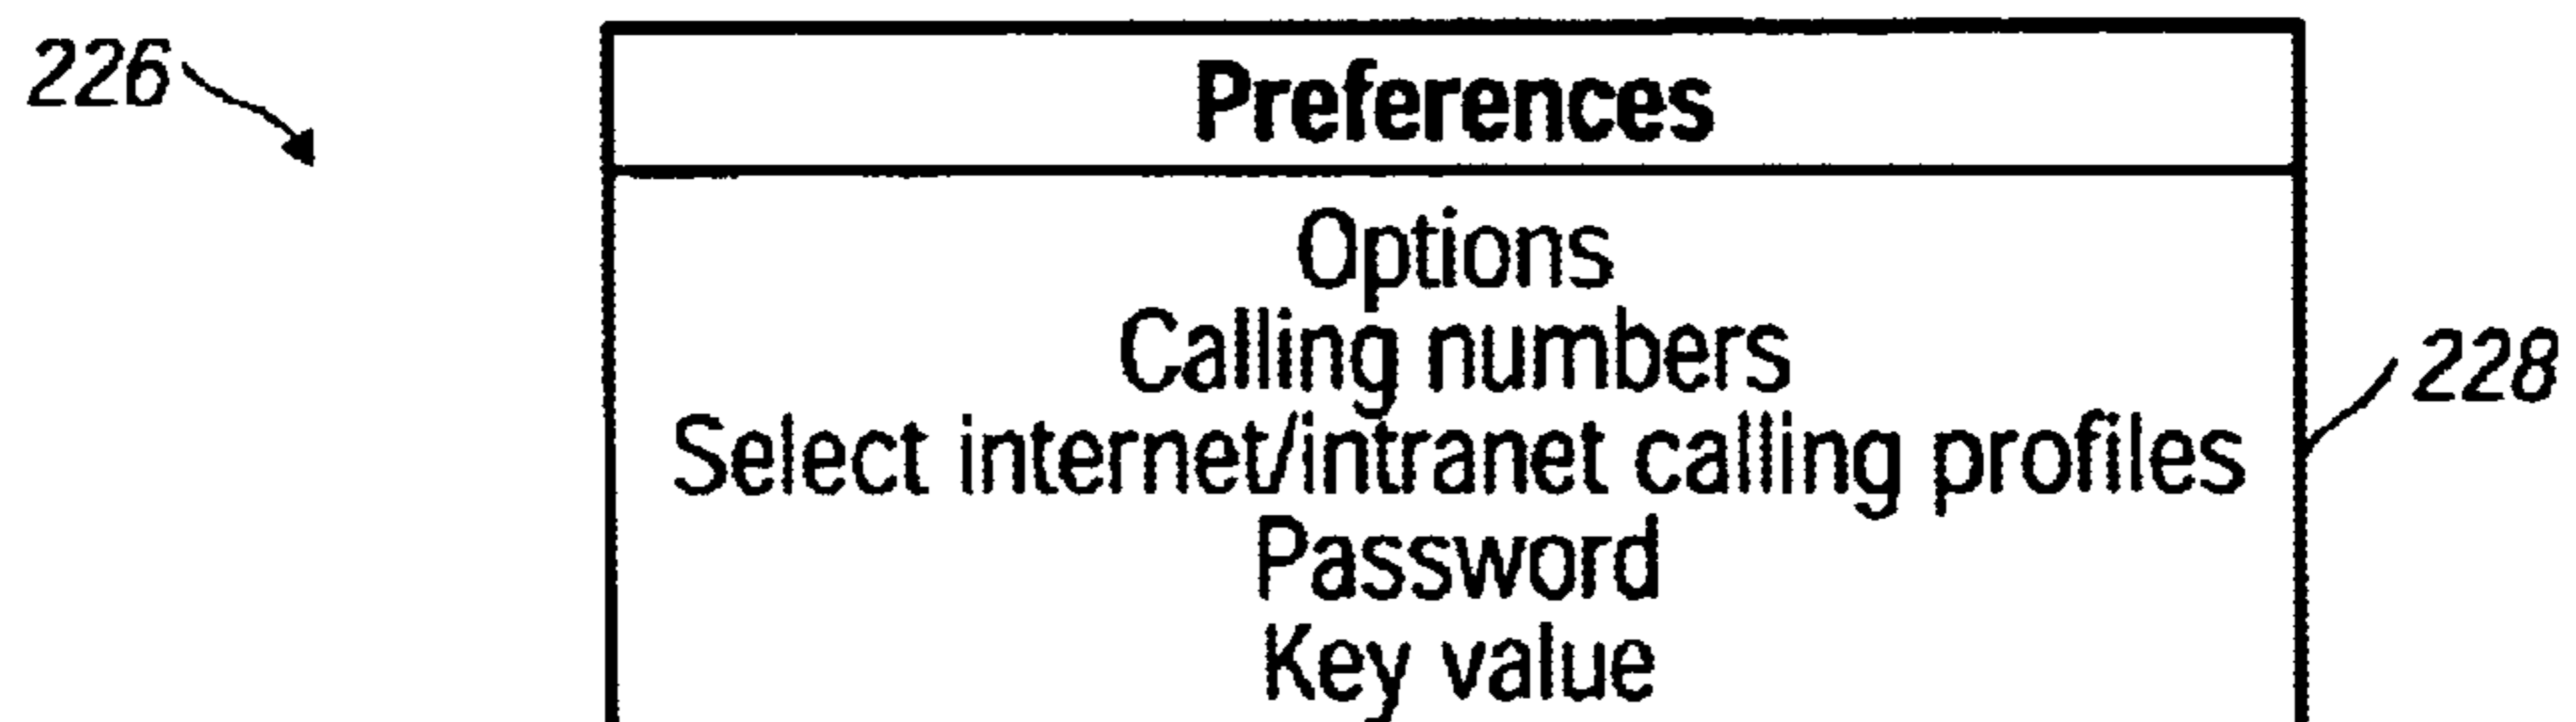 226
Preferences
Options
Calling numbers
228
Select internet/intranet calling profiles
Password
Key value